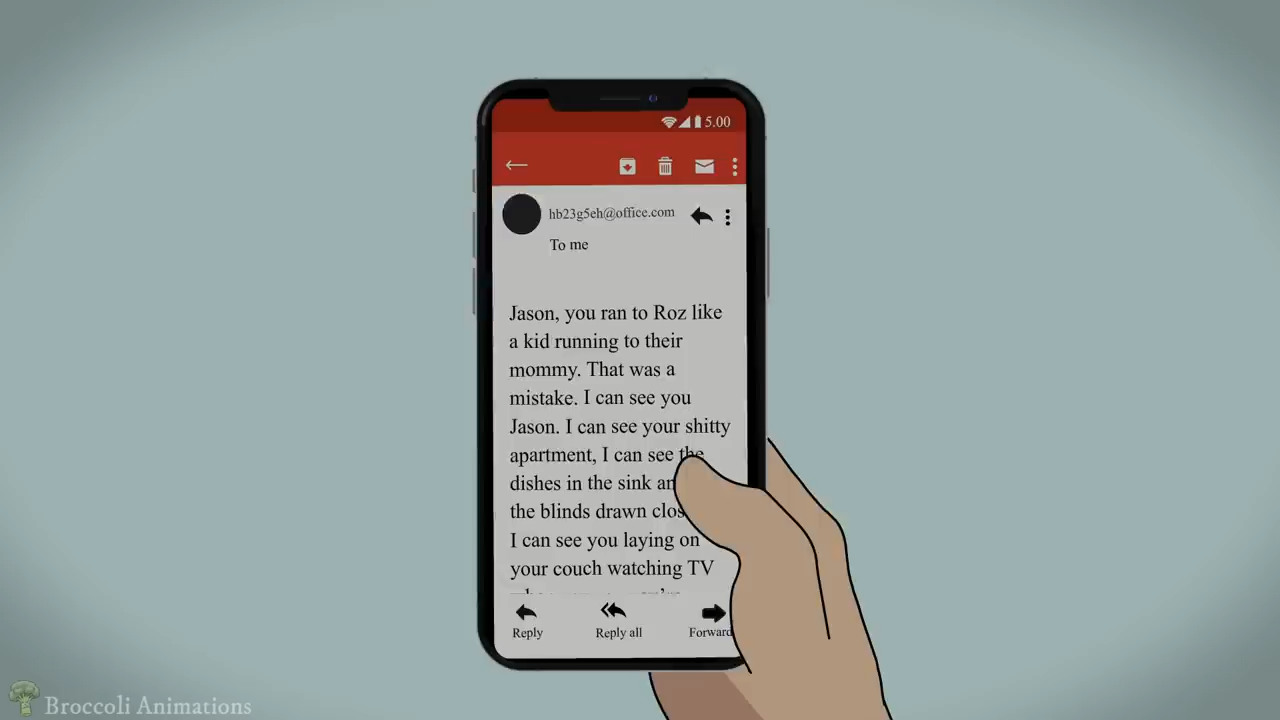 5.00
hb23g5eh@office.com
To me
Jason, you ran to Roz like
a kid running to their
mommy. That was a
mistake. I can see you
Jason. I can see your shitty
apartment, I can see the
dishes in the sink
the blinds drawn
I can see you laying on
your couch watching TV
Reply
Reply all
Forward
Broccoli Animations